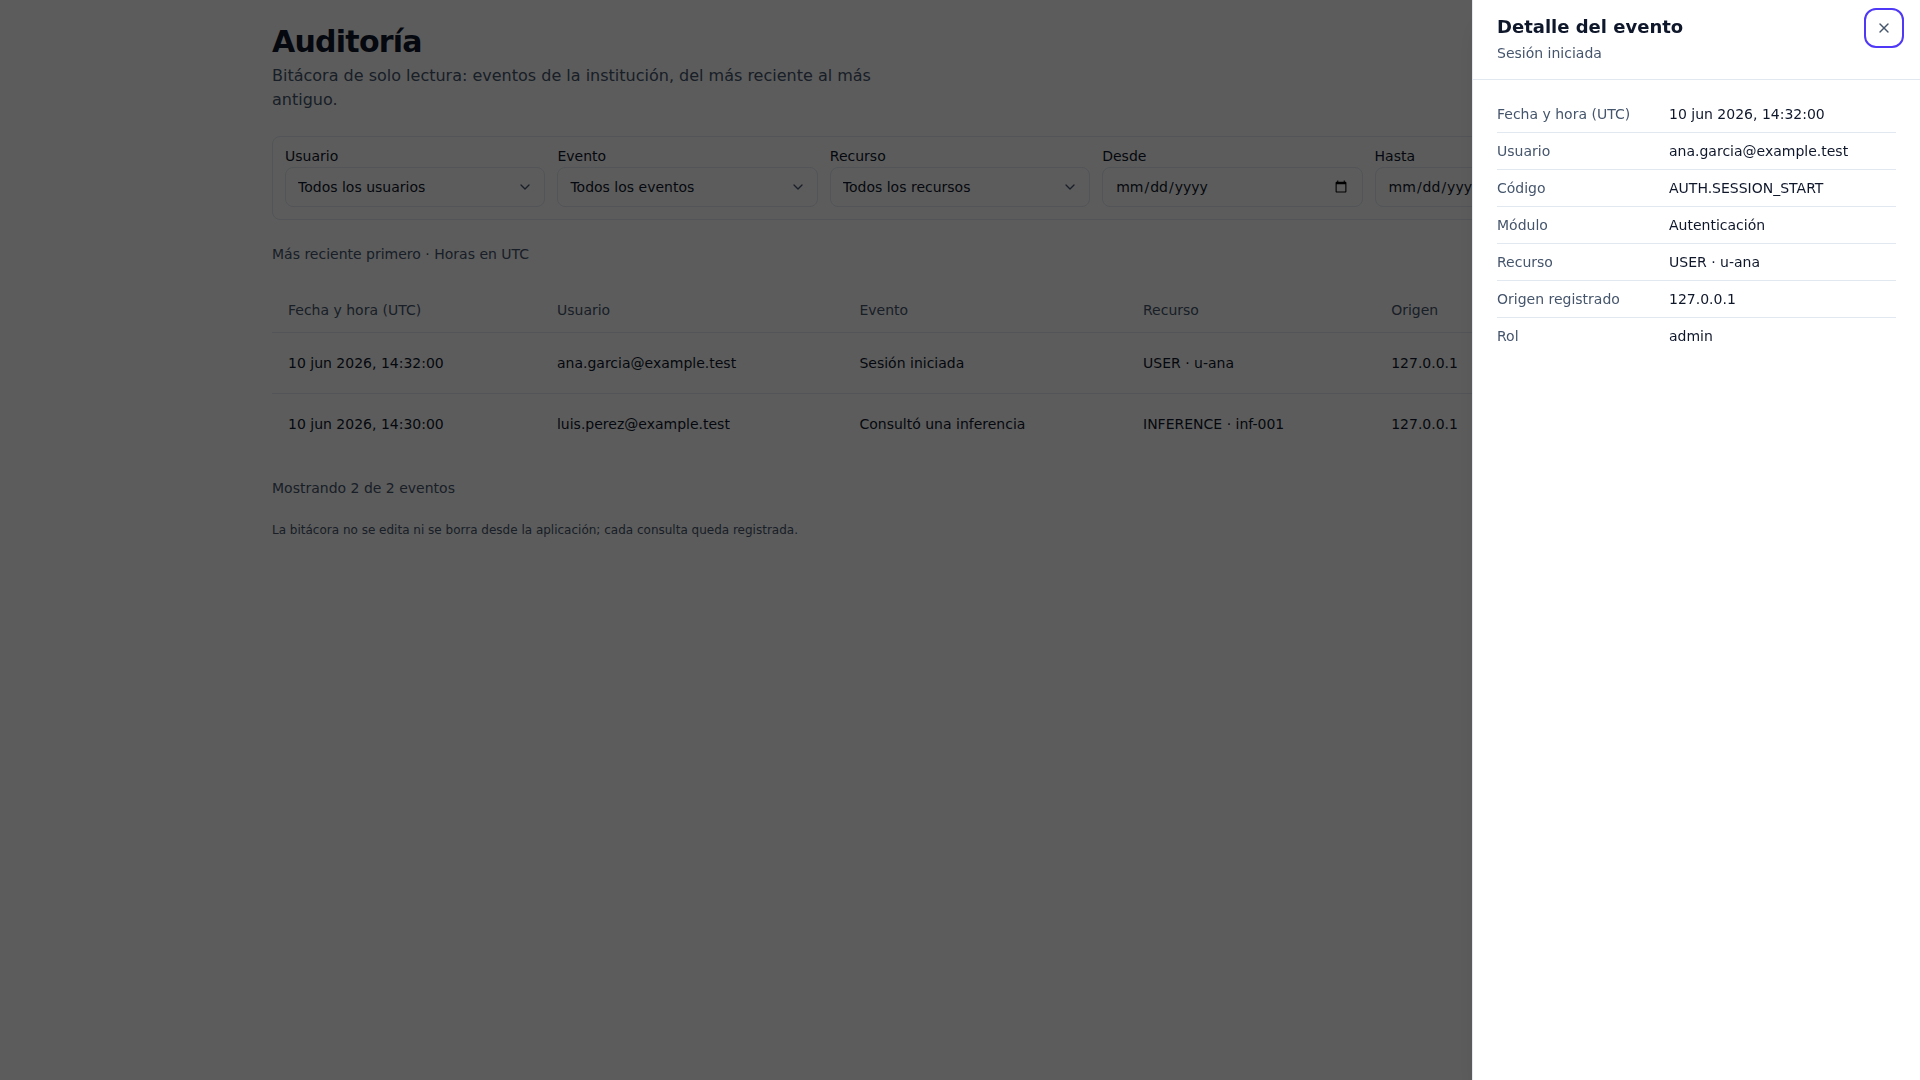 Auditoría
Bitácora de solo lectura: eventos de la institución, del más reciente al más
antiguo.
Usuario
Todos los usuarios
Evento
Todos los eventos
Recurso
Todos los recursos
Desde
mm/dd/yyyy
Hasta
mm/dd/yyy
Más reciente primero · Horas en UTC
Fecha y hora (UTC) Usuario Evento Recurso Origen
10 jun 2026, 14:32:00 ana.garcia@example.test Sesión iniciada USER · u-ana 127.0.0.1
10 jun 2026, 14:30:00 luis.perez@example.test Consultó una inferencia INFERENCE · inf-001 127.0.0.1
Mostrando 2 de 2 eventos
La bitácora no se edita ni se borra desde la aplicación; cada consulta queda registrada.
Detalle del evento
Sesión iniciada
Fecha y hora (UTC) 10 jun 2026, 14:32:00
Usuario ana.garcia@example.test
Código AUTH.SESSION_START
Módulo Autenticación
Recurso USER · u-ana
Origen registrado 127.0.0.1
Rol admin